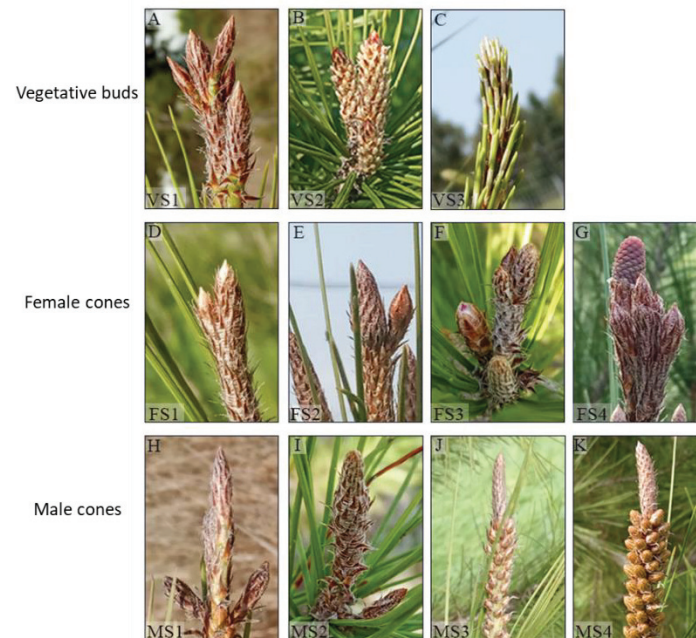 Vegetative buds
A
B
C
VS1
VS2
VS3
Female cones
D
E
F
G
FS1
FS2
FS3
FS4
Male cones
H
I
J
K
MS1
MS2
MS3
MS4